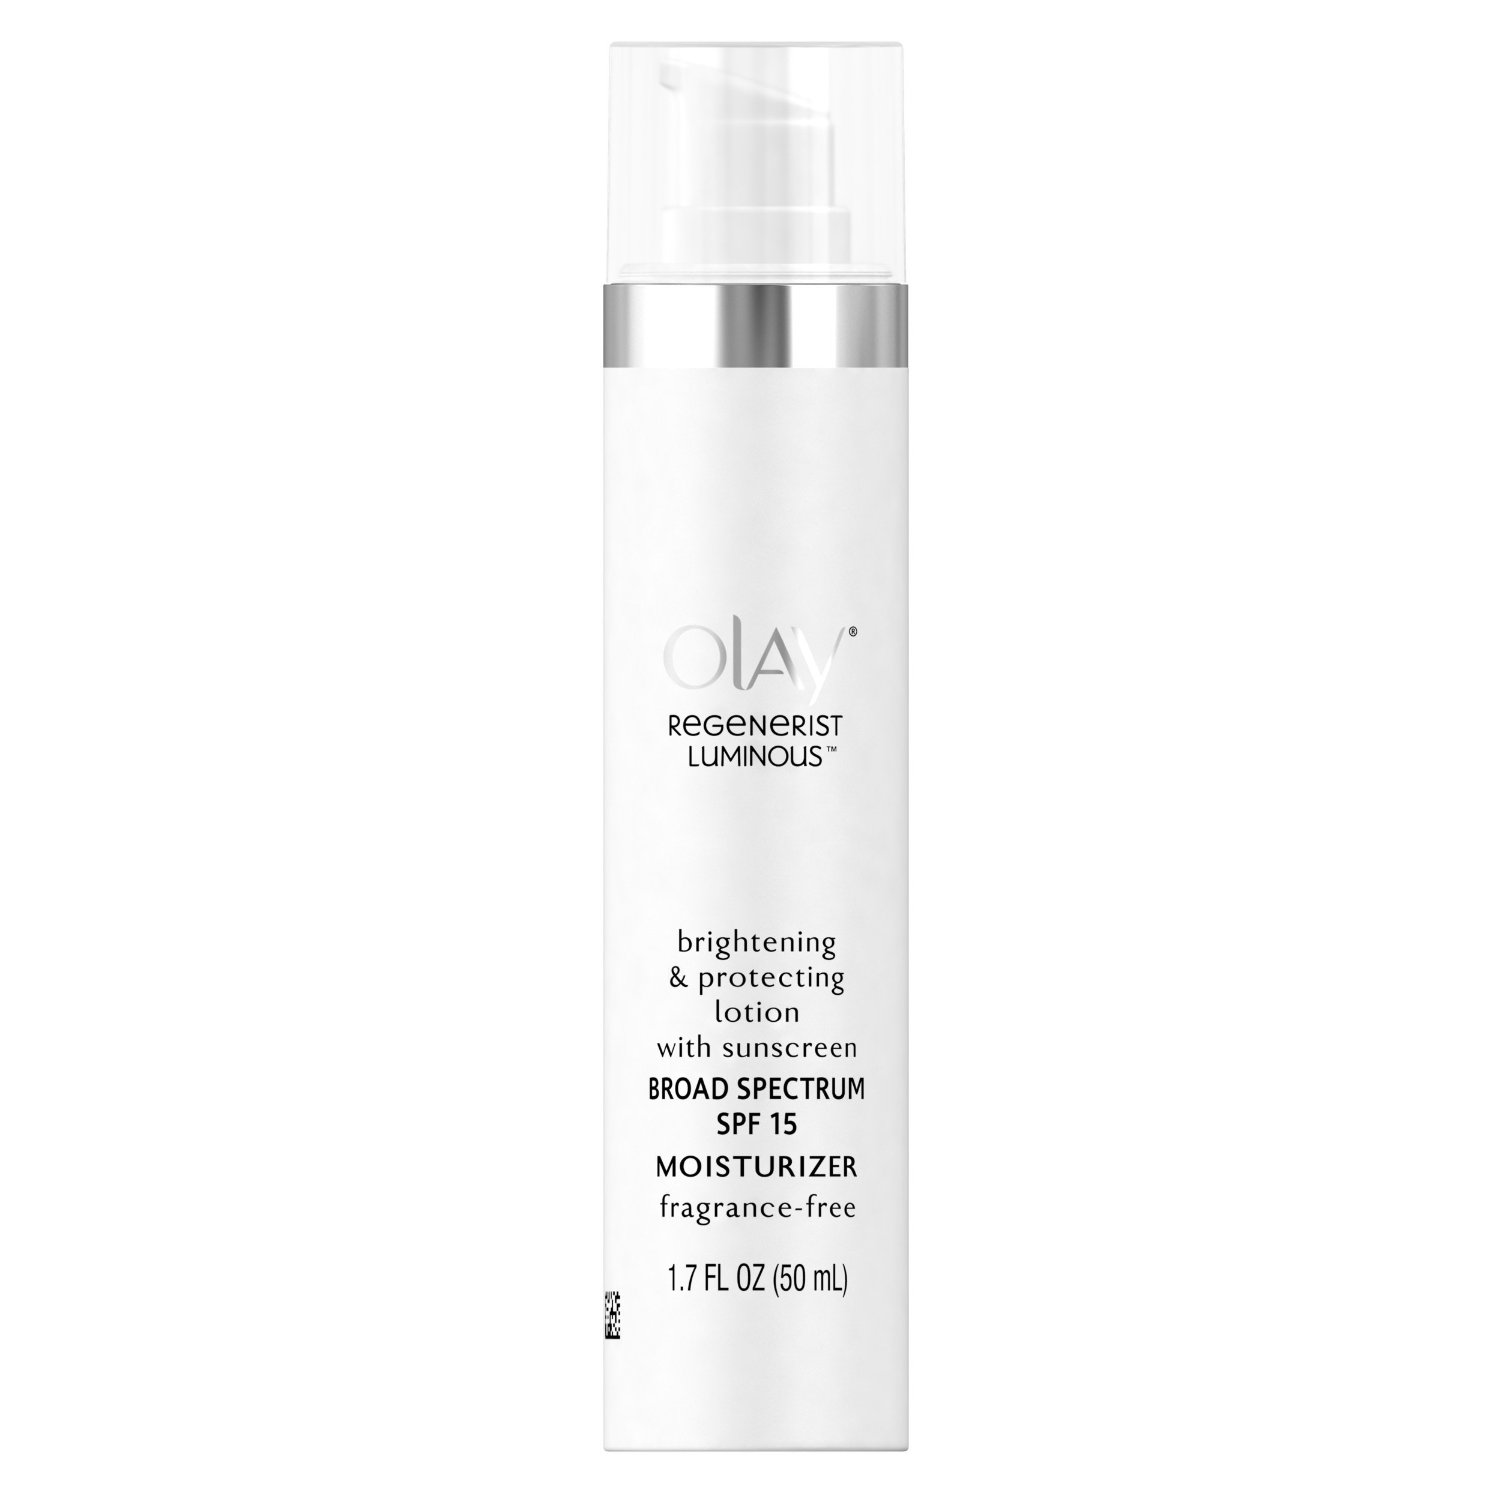 OLAY®
REGENERIST
LUMINOUS™
brightening
& protecting
lotion
with sunscreen
BROAD SPECTRUM
SPF 15
MOISTURIZER
fragrance-free
1.7 FL OZ (50 mL)